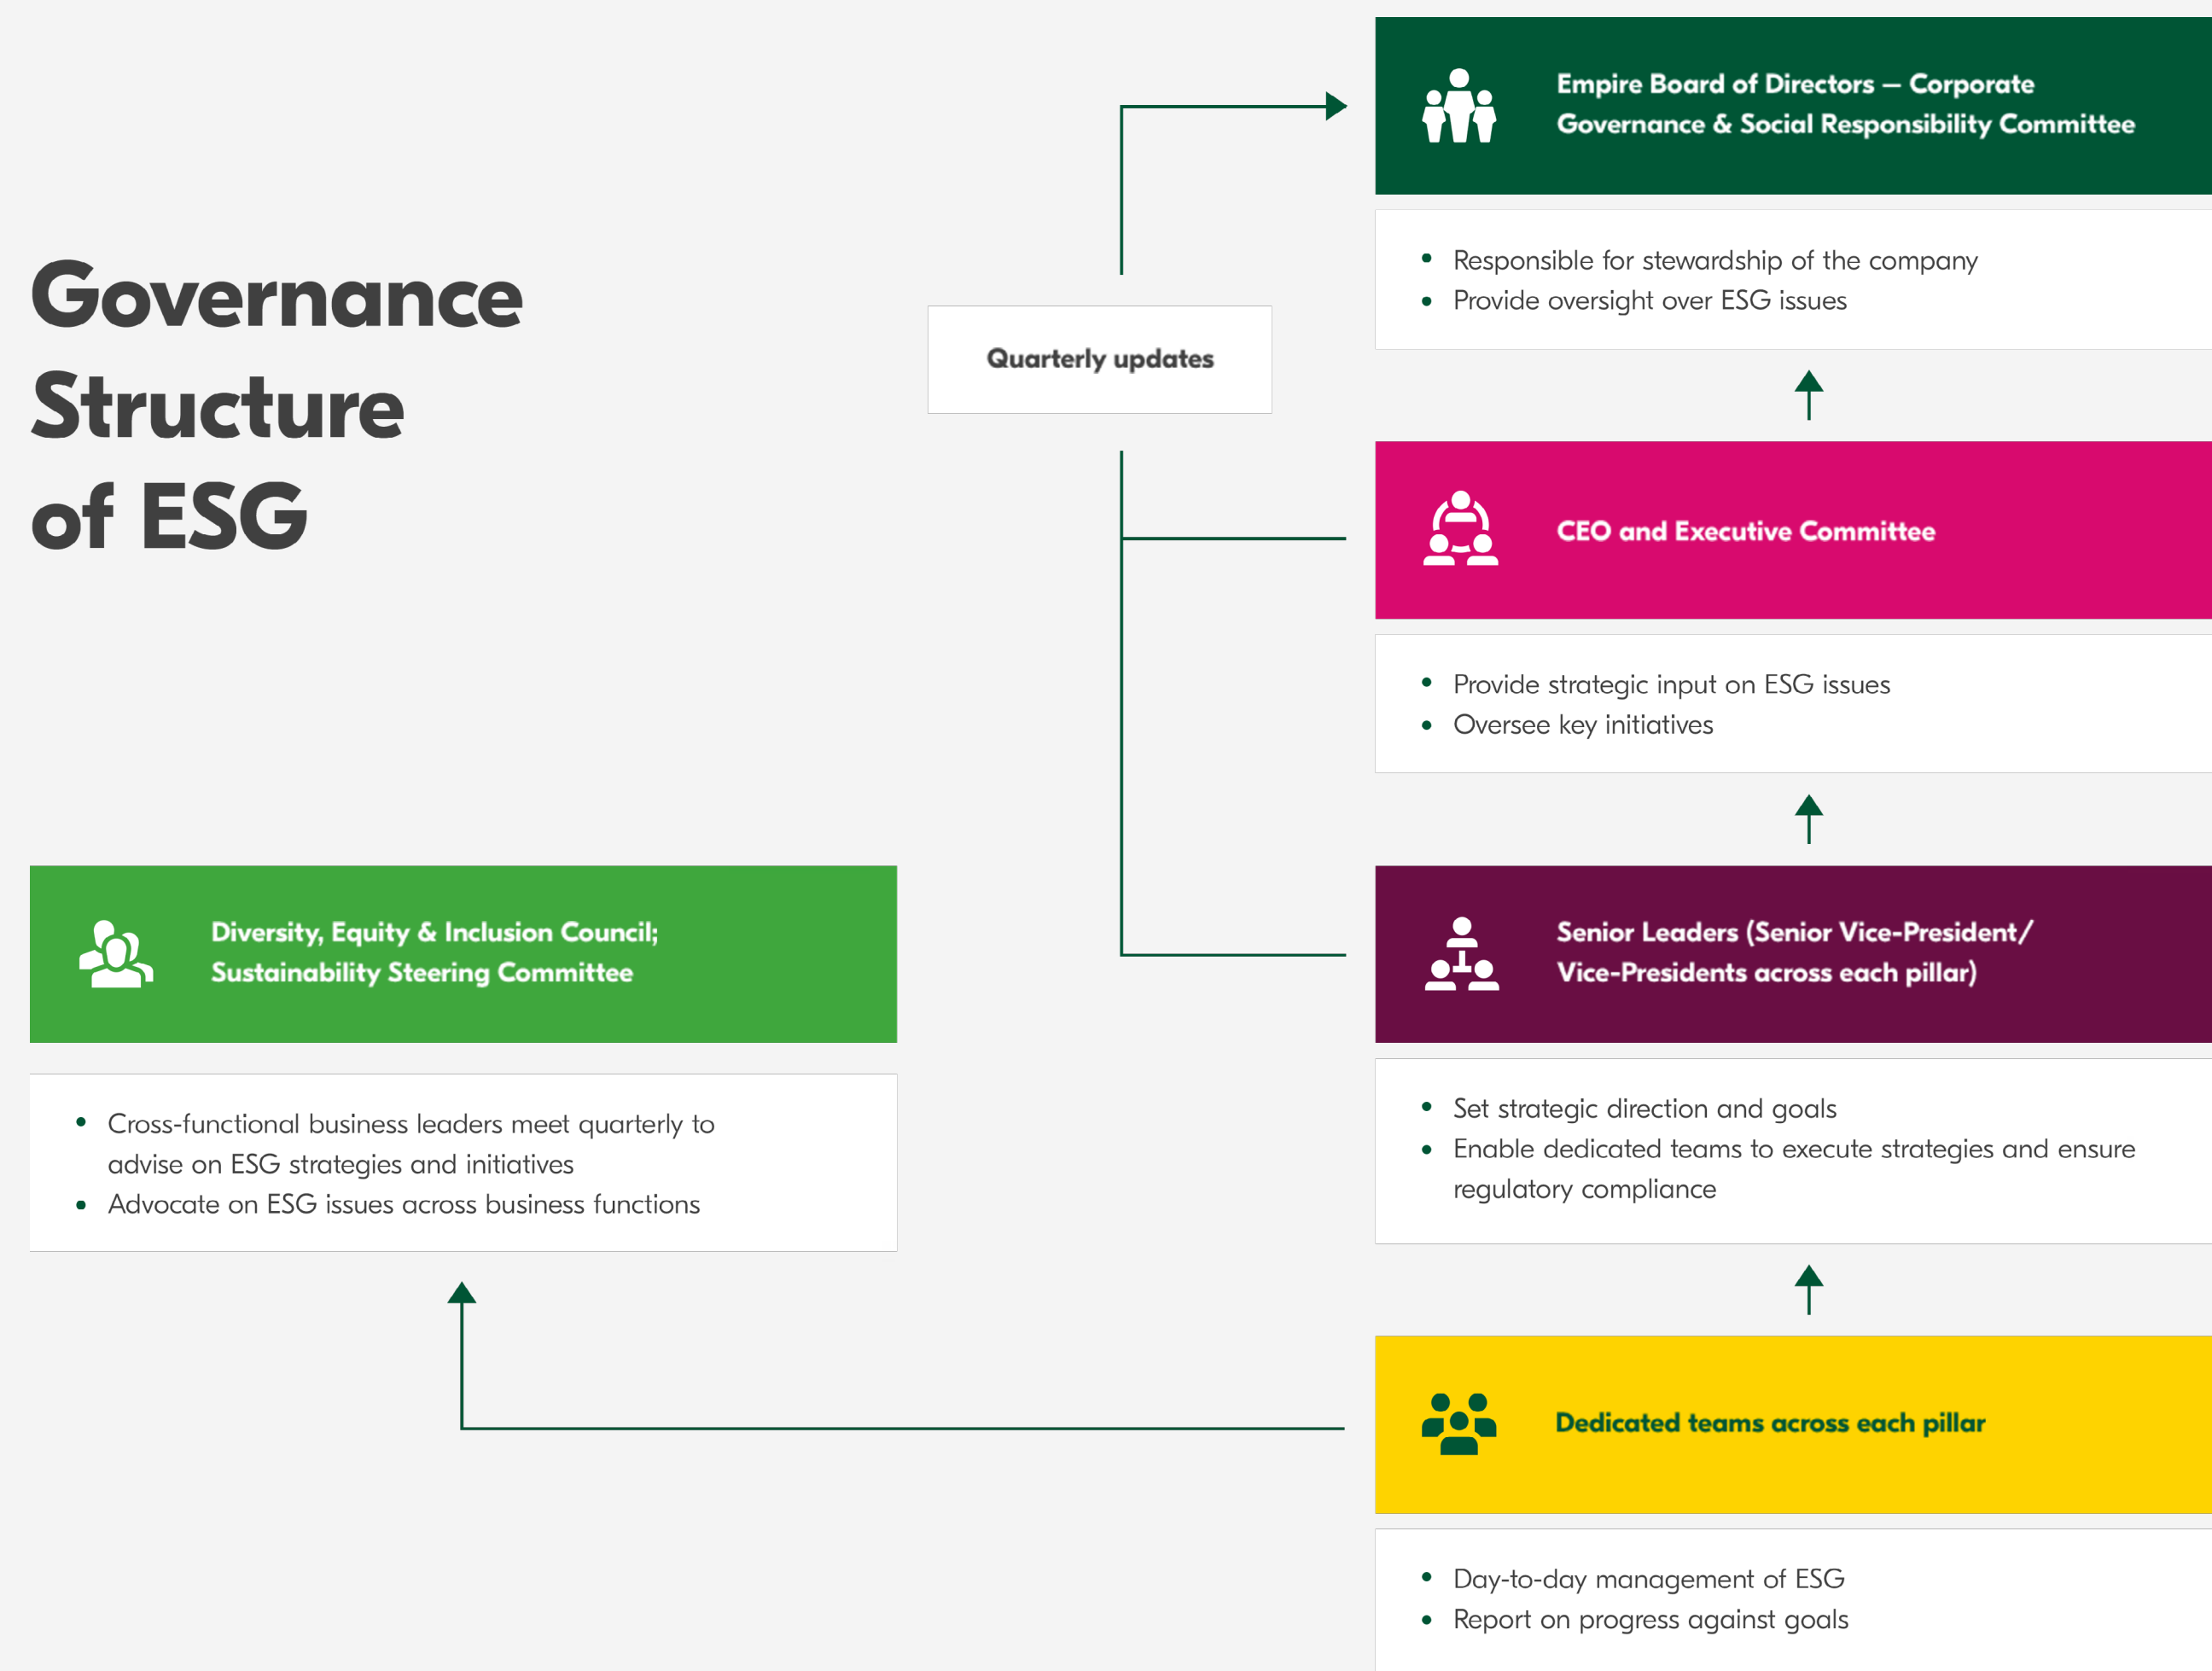 Governance
Structure
of ESG
Quarterly updates
Empire Board of Directors – Corporate
Governance & Social Responsibility Committee
• Responsible for stewardship of the company
• Provide oversight over ESG issues
CEO and Executive Committee
• Provide strategic input on ESG issues
• Oversee key initiatives
Diversity, Equity & Inclusion Council;
Sustainability Steering Committee
• Cross-functional business leaders meet quarterly to
advise on ESG strategies and initiatives
• Advocate on ESG issues across business functions
Senior Leaders (Senior Vice-President/
Vice-Presidents across each pillar)
• Set strategic direction and goals
• Enable dedicated teams to execute strategies and ensure
regulatory compliance
Dedicated teams across each pillar
• Day-to-day management of ESG
• Report on progress against goals